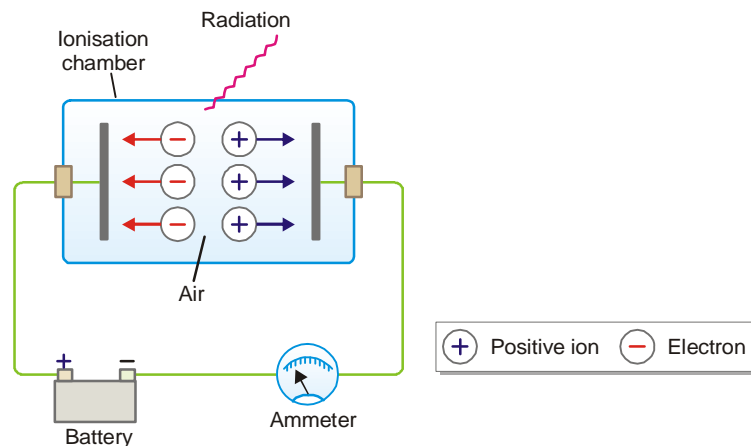 Radiation
Ionisation
chamber
− +
− +
− +
Air
+ −
Battery
Ammeter
+ Positive ion − Electron